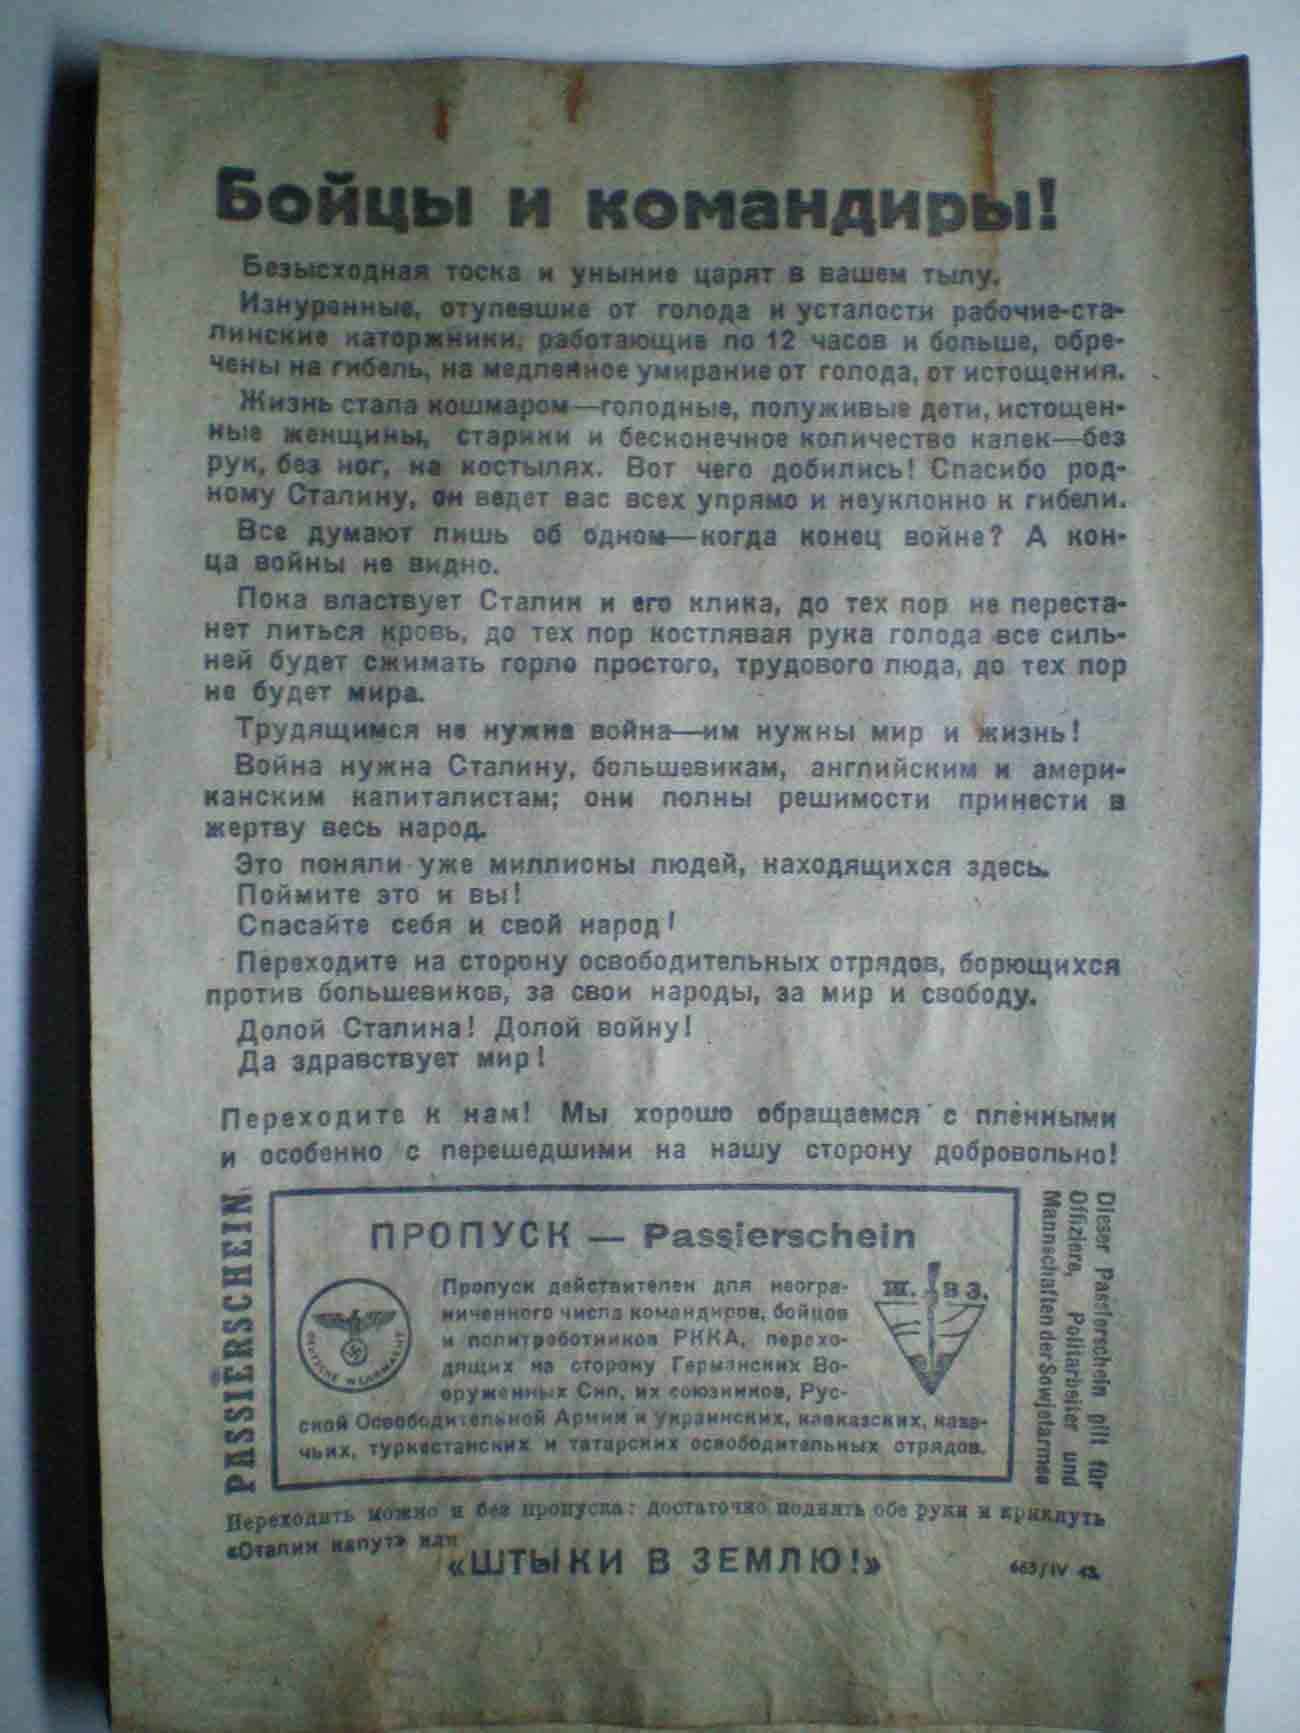 Бойцы и командиры!
Безысходная тоска и уныние царят в вашем тылу.
Изнуренные, отупевшие от голода и усталости рабочие-ста-
линские каторжники, работающие по 12 часов и больше, обре-
чены на гибель, на медленное умирание от голода, от истощения.
Жизнь стала кошмаром—голодные, полуживые дети, истощен-
ные женщины, старики и бесконечное количество калек—без
рук, без ног, на костылях. Вот чего добились! Спасибо род-
ному Сталину, он ведет вас всех упрямо и неуклонно к гибели.
Все думают лишь об одном—когда конец войне? А кон-
ца войны не видно.
Пока властвует Сталин и его клика, до тех пор не переста-
нет литься кровь, до тех пор костлявая рука голода все силь-
ней будет сжимать горло простого, трудового люда, до тех пор
не будет мира.
Трудящимся не нужна война—им нужны мир и жизнь!
Война нужна Сталину, большевикам, английским и амери-
канским капиталистам; они полны решимости принести в
жертву весь народ.
Это поняли уже миллионы людей, находящихся здесь.
Поймите это и вы!
Спасайте себя и свой народ!
Переходите на сторону освободительных отрядов, борющихся
против большевиков, за свои народы, за мир и свободу.
Долой Сталина! Долой войну!
Да здравствует мир!
Переходите к нам! Мы хорошо обращаемся с пленными
и особенно с перешедшими на нашу сторону добровольно!
PASSIERSCHEIN
ПРОПУСК — Passierschein
DEUTSCHE WEHRMACHT
Пропуск действителен для неогра-
ниченного числа командиров, бойцов
и политработников РККА, перехо-
дящих на сторону Германских Во-
оруженных Сил, их союзников, Рус-
ской Освободительной Армии и украинских, кавказских, каза-
чьих, туркестанских и татарских освободительных отрядов.
Ш. В З.
Dieser Passierschein gilt für
Offiziere, Politarbeiter und
Mannschaften der Sowjetarmee
Переходить можно и без пропуска: достаточно поднять обе руки и крикнуть
«Сталин капут» или
«ШТЫКИ В ЗЕМЛЮ!»
663/IV 43.